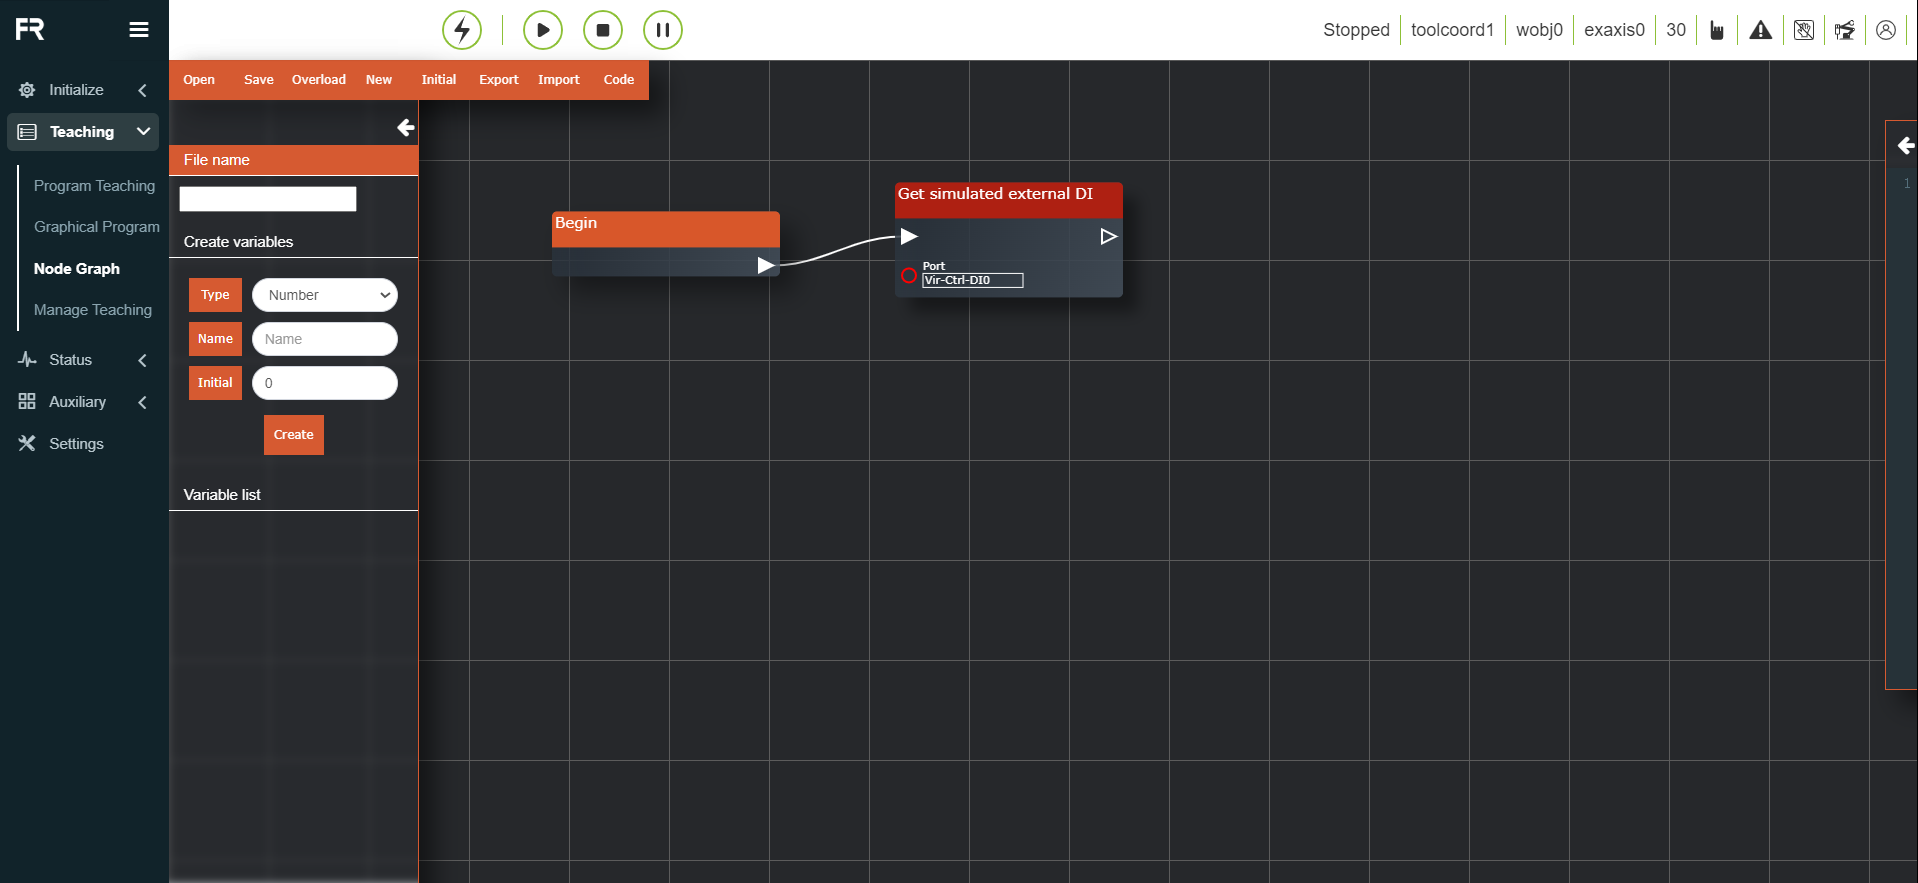 FR
Stopped
toolcoord1
wobj0
exaxis0
30
Open
Save
Overload
New
Initial
Export
Import
Code
Initialize
Teaching
Program Teaching
Graphical Program
Node Graph
Manage Teaching
Status
Auxiliary
Settings
File name
Create variables
Type
Number
Name
Name
Initial
0
Create
Variable list
Begin
Get simulated external DI
Port
Vir-Ctrl-DI0
1